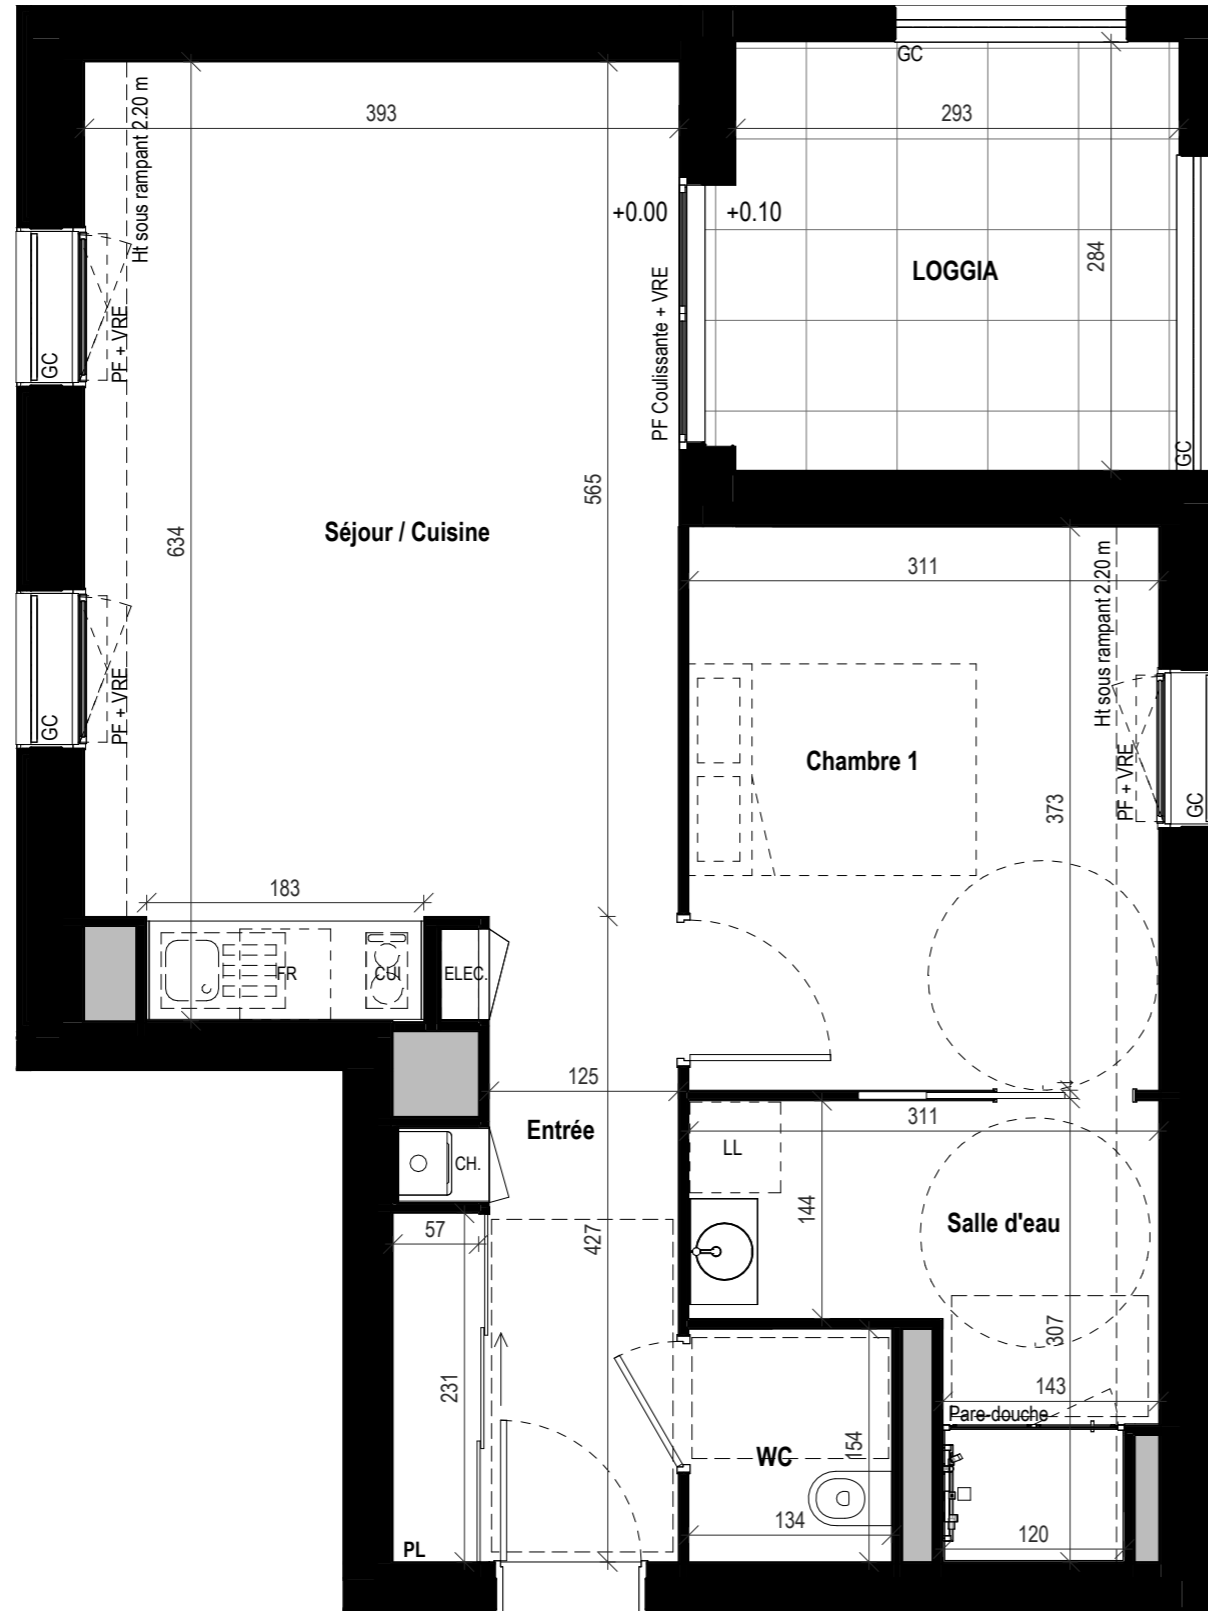 GC
Ht sous rampant 2.20 m
393
293
+0.00
+0.10
LOGGIA
284
PF Coulissante + VRE
GC
PF + VRE
GC
565
634
Séjour / Cuisine
311
Ht sous rampant 2.20 m
GC
PF + VRE
Chambre 1
PF + VRE
GC
373
183
FR
CUI
ELEC.
125
Entrée
311
CH.
LL
144
Salle d'eau
57
427
307
231
143
Pare-douche
154
WC
134
120
PL